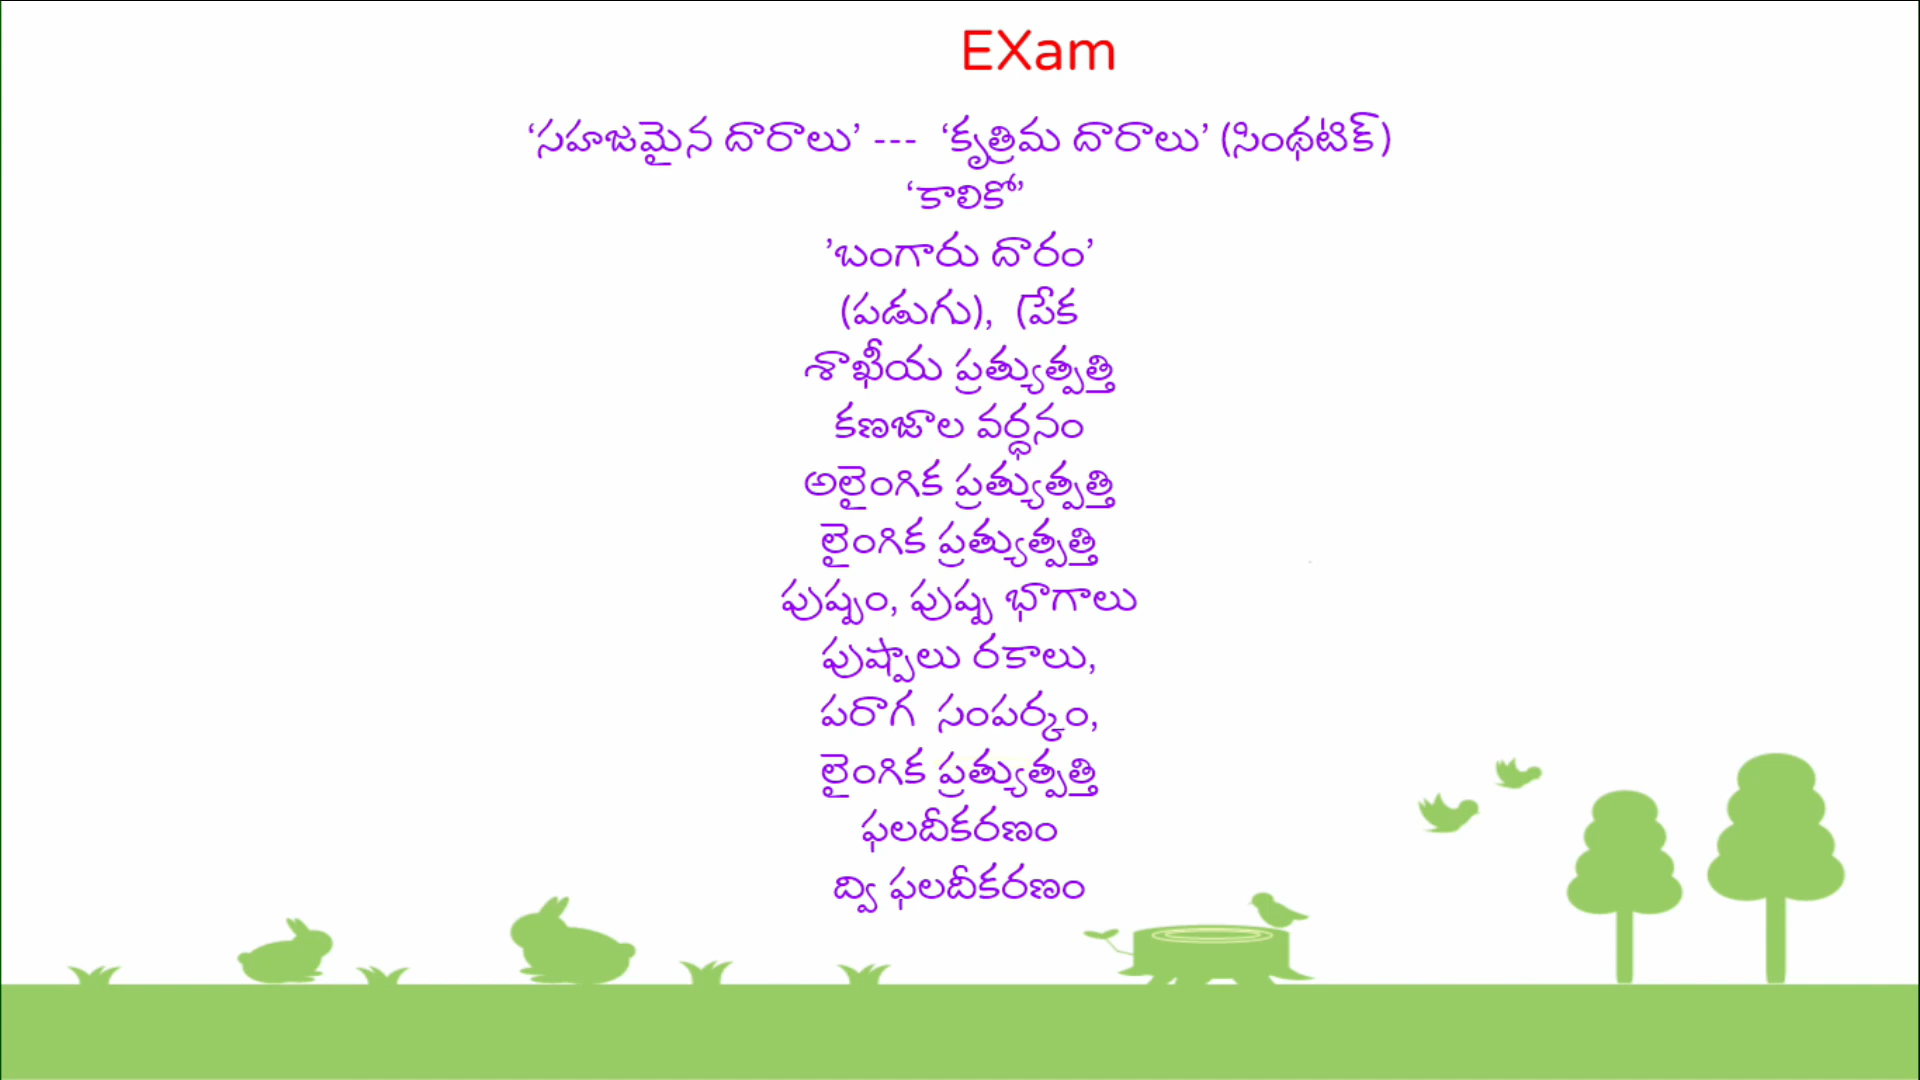 EXam
‘సహజమైన దారాలు’ --- ‘కృత్రిమ దారాలు’ (సింథటిక్)
‘కాలికో’
’బంగారు దారం’
(పడుగు), (పేక
శాఖీయ ప్రత్యుత్పత్తి
కణజాల వర్ధనం
అలైంగిక ప్రత్యుత్పత్తి
లైంగిక ప్రత్యుత్పత్తి
పుష్పం, పుష్ప భాగాలు
పుష్పాలు రకాలు,
పరాగ సంపర్కం,
లైంగిక ప్రత్యుత్పత్తి
ఫలదీకరణం
ద్వి ఫలదీకరణం